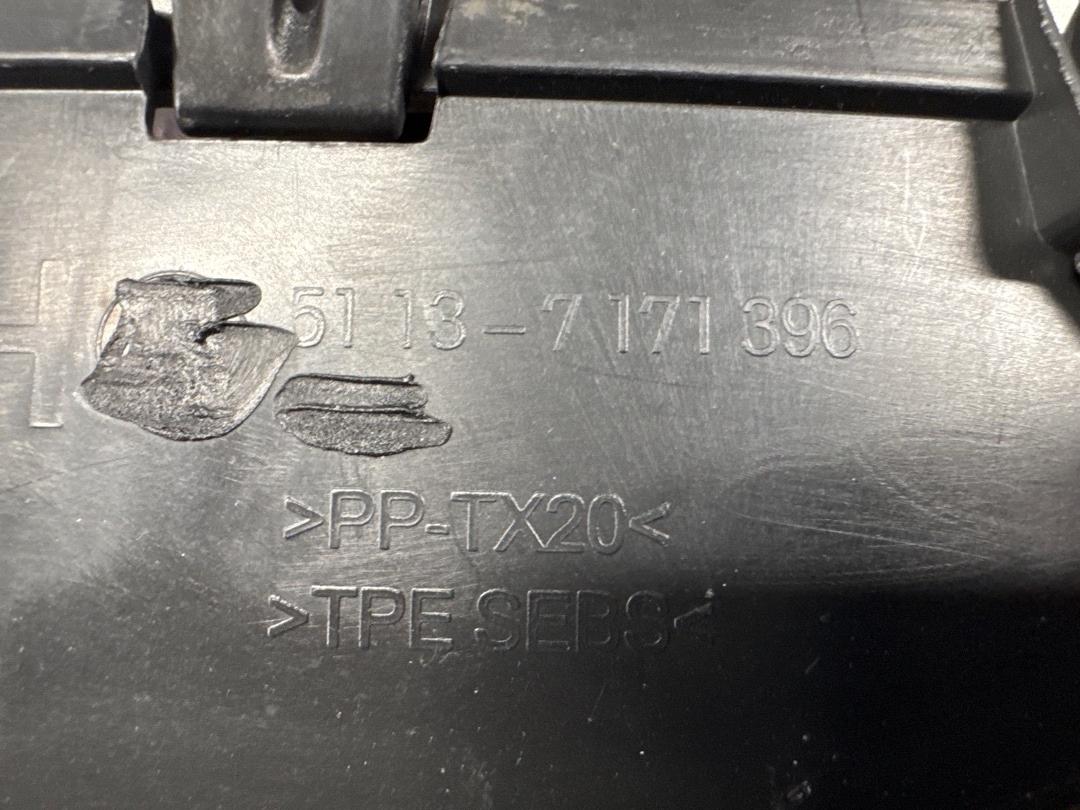 51 13 - 7 171 396
>PP-TX20<
>TPE SEBS<